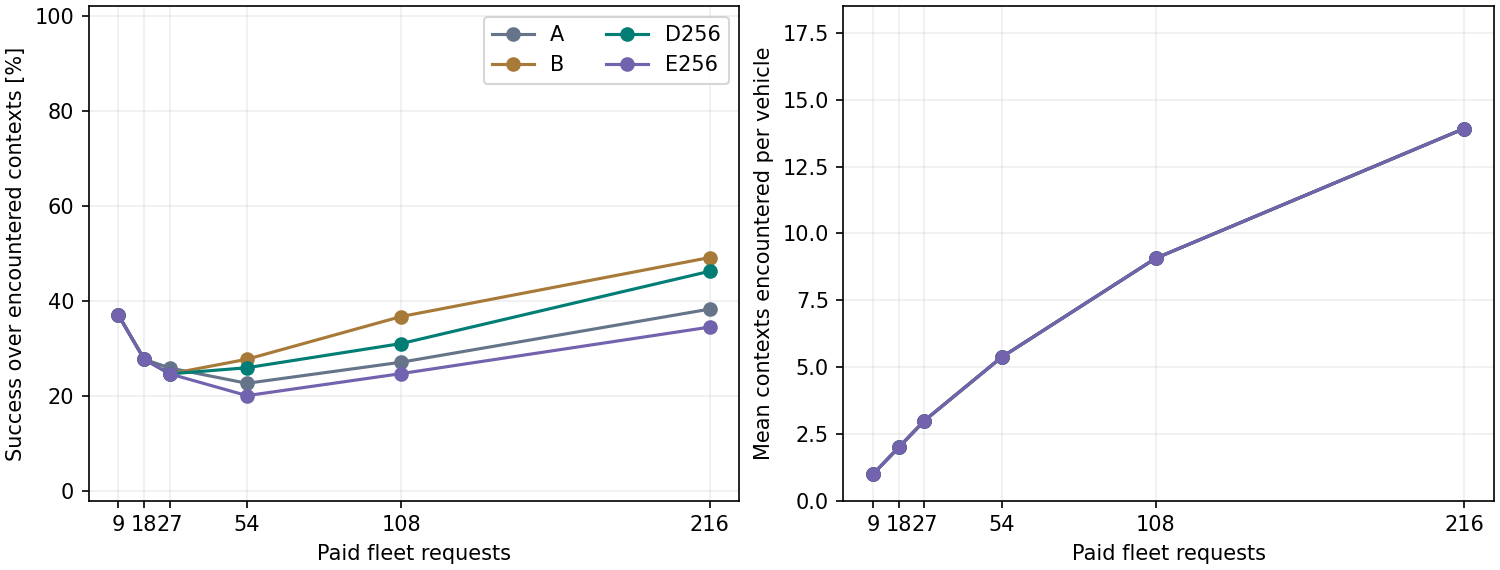 Success over encountered contexts [%]
100
80
60
40
20
0
A
D256
B
E256
9 18 27 54 108 216
Paid fleet requests
Mean contexts encountered per vehicle
17.5
15.0
12.5
10.0
7.5
5.0
2.5
0.0
9 18 27 54 108 216
Paid fleet requests